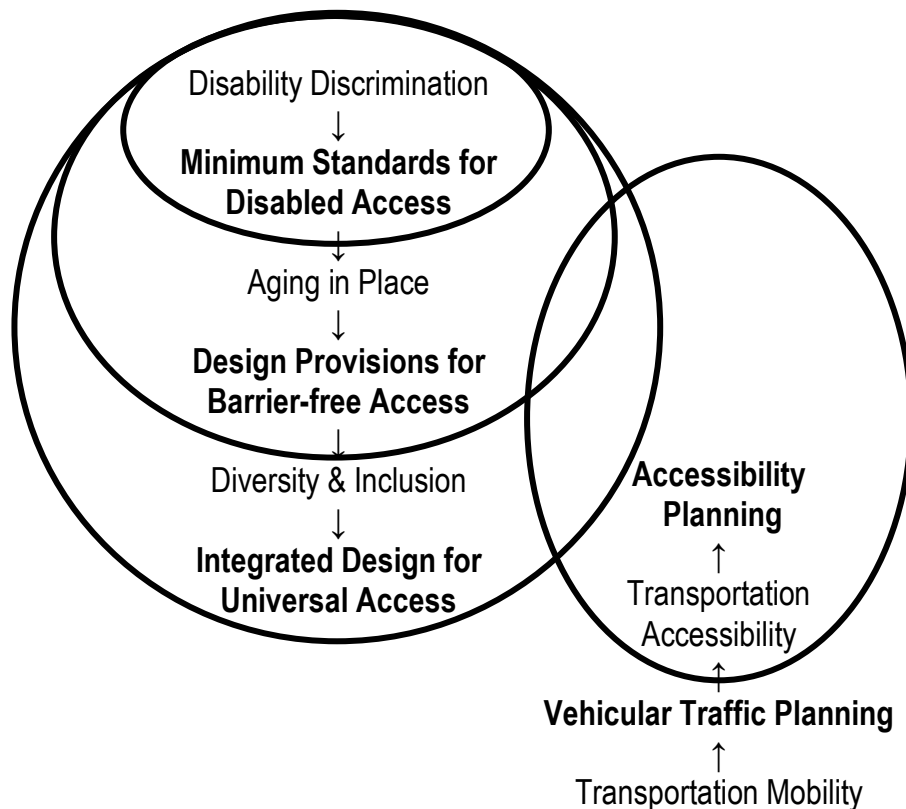 Disability Discrimination
↓
Minimum Standards for
Disabled Access
↓
Aging in Place
↓
Design Provisions for
Barrier-free Access
↓
Diversity & Inclusion
↓
Integrated Design for
Universal Access
Accessibility
Planning
↑
Transportation
Accessibility
↑
Vehicular Traffic Planning
↑
Transportation Mobility